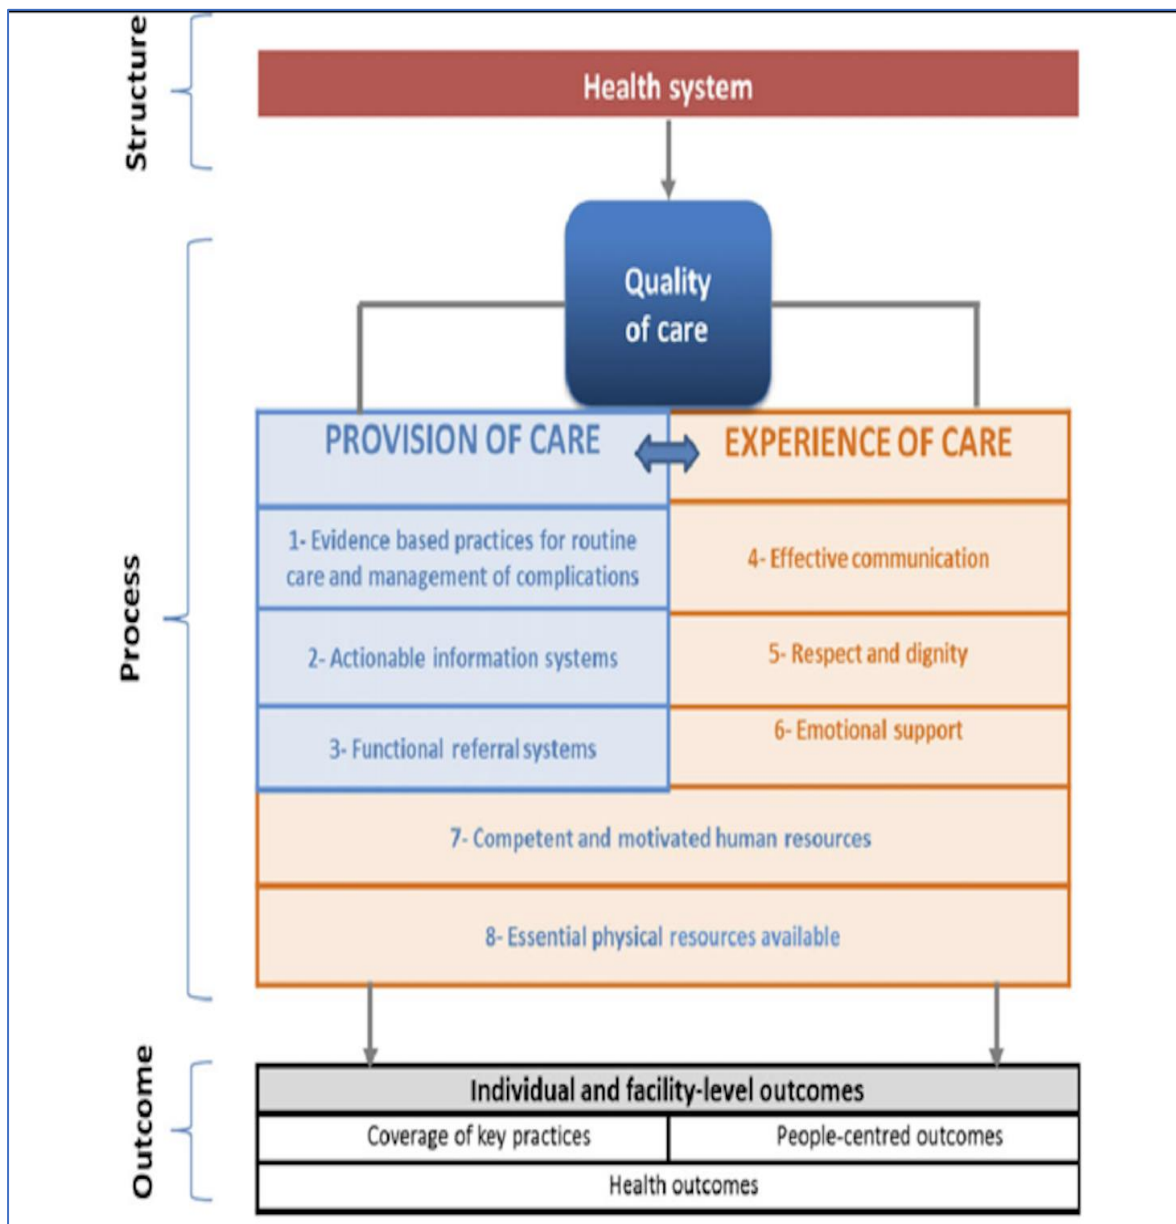 Structure
Health system
Process
Quality
of care
PROVISION OF CARE
EXPERIENCE OF CARE
1- Evidence based practices for routine
care and management of complications
4- Effective communication
2- Actionable information systems
5- Respect and dignity
3- Functional referral systems
6- Emotional support
7- Competent and motivated human resources
8- Essential physical resources available
Outcome
Individual and facility-level outcomes
Coverage of key practices
People-centred outcomes
Health outcomes